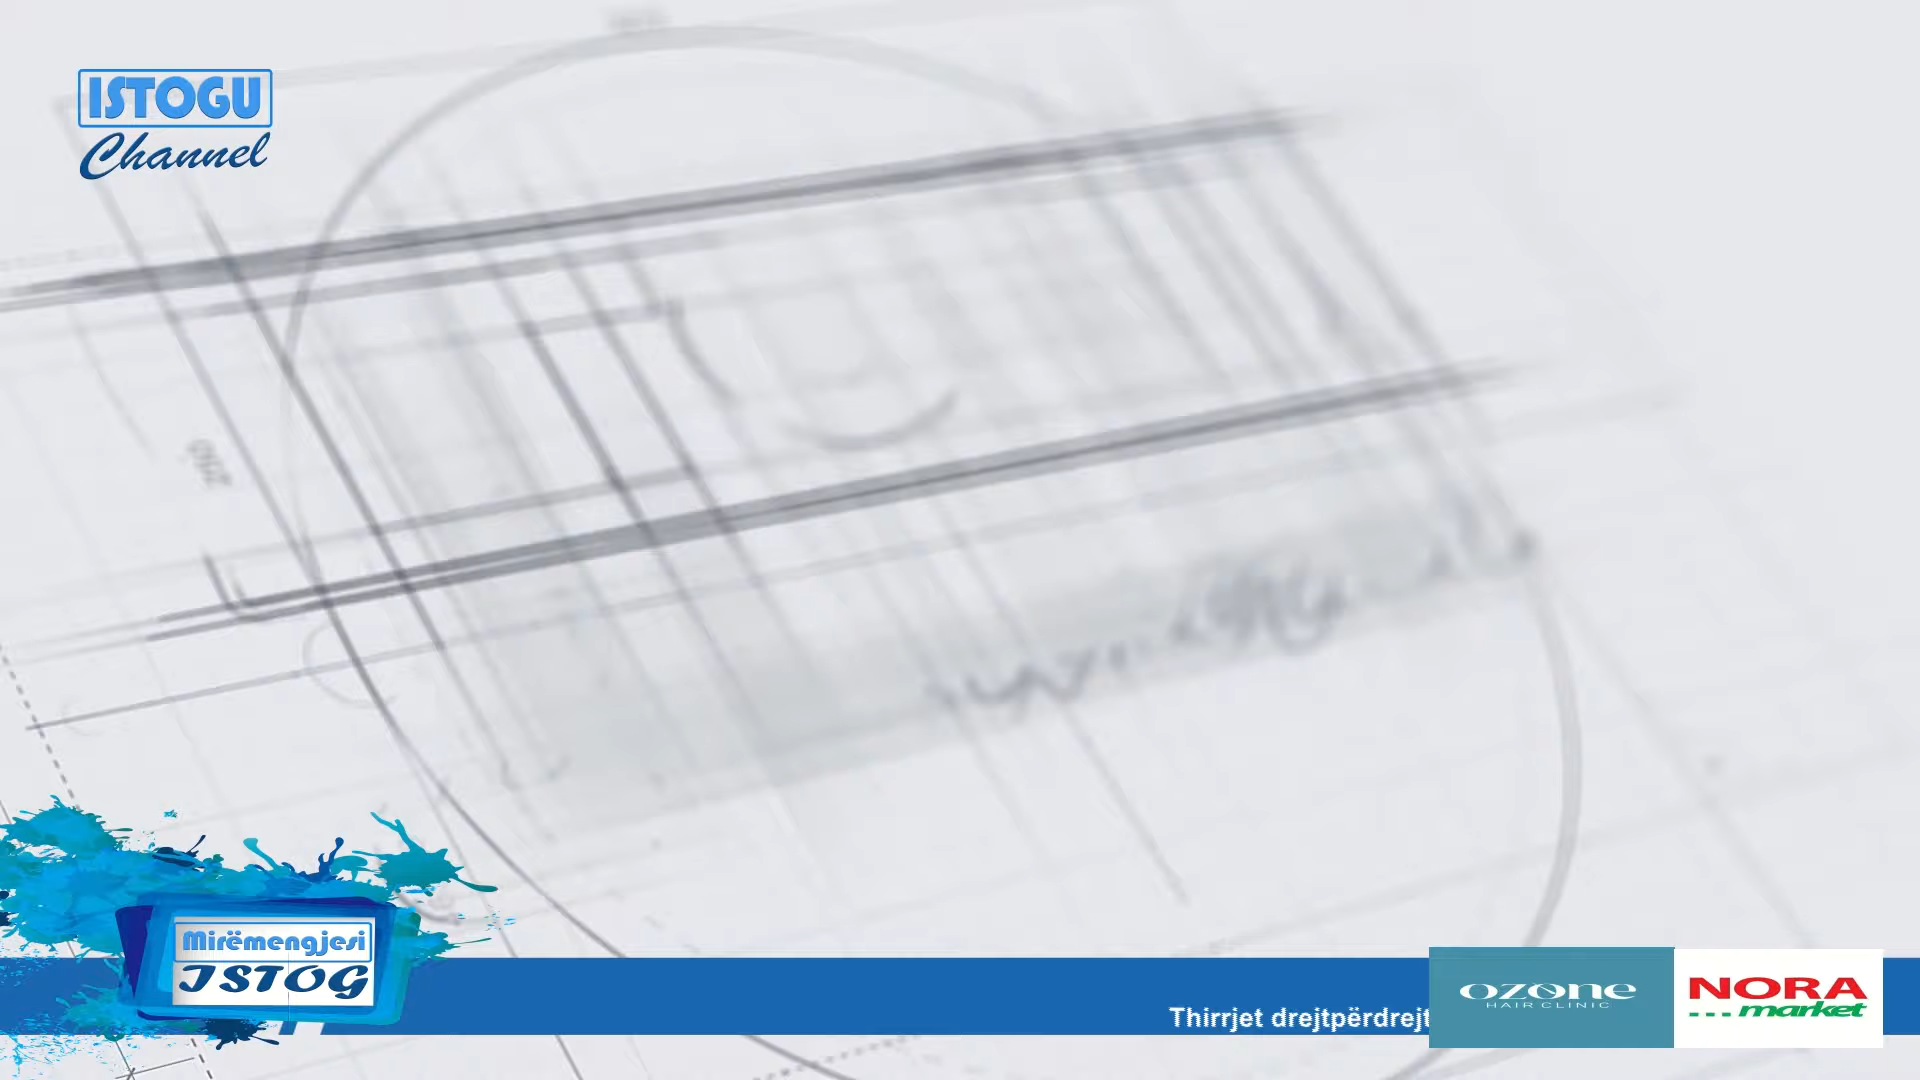 ISTOGU
Channel
Mirëmengjesi
ISTOG
Thirrjet drejtpërdrejt
OZONE
HAIR CLINIC
NORA
...market